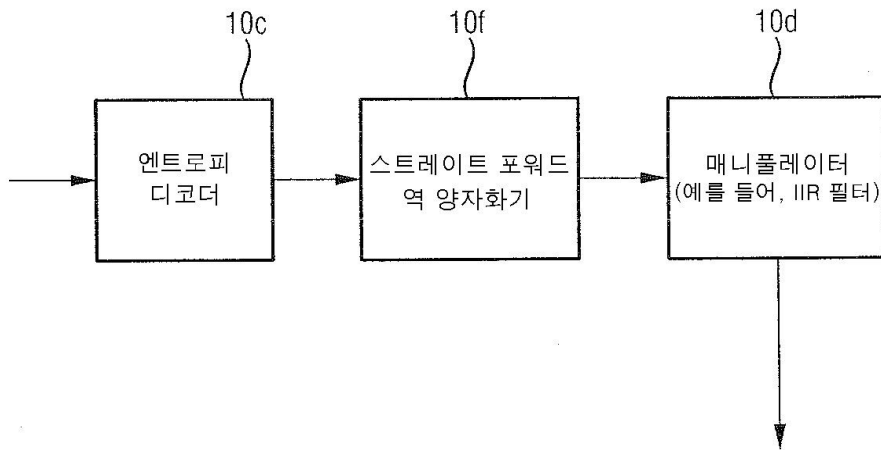 10c
10f
10d
엔트로피
디코더
스트레이트 포워드
역 양자화기
매니풀레이터
(예를 들어, IIR 필터)